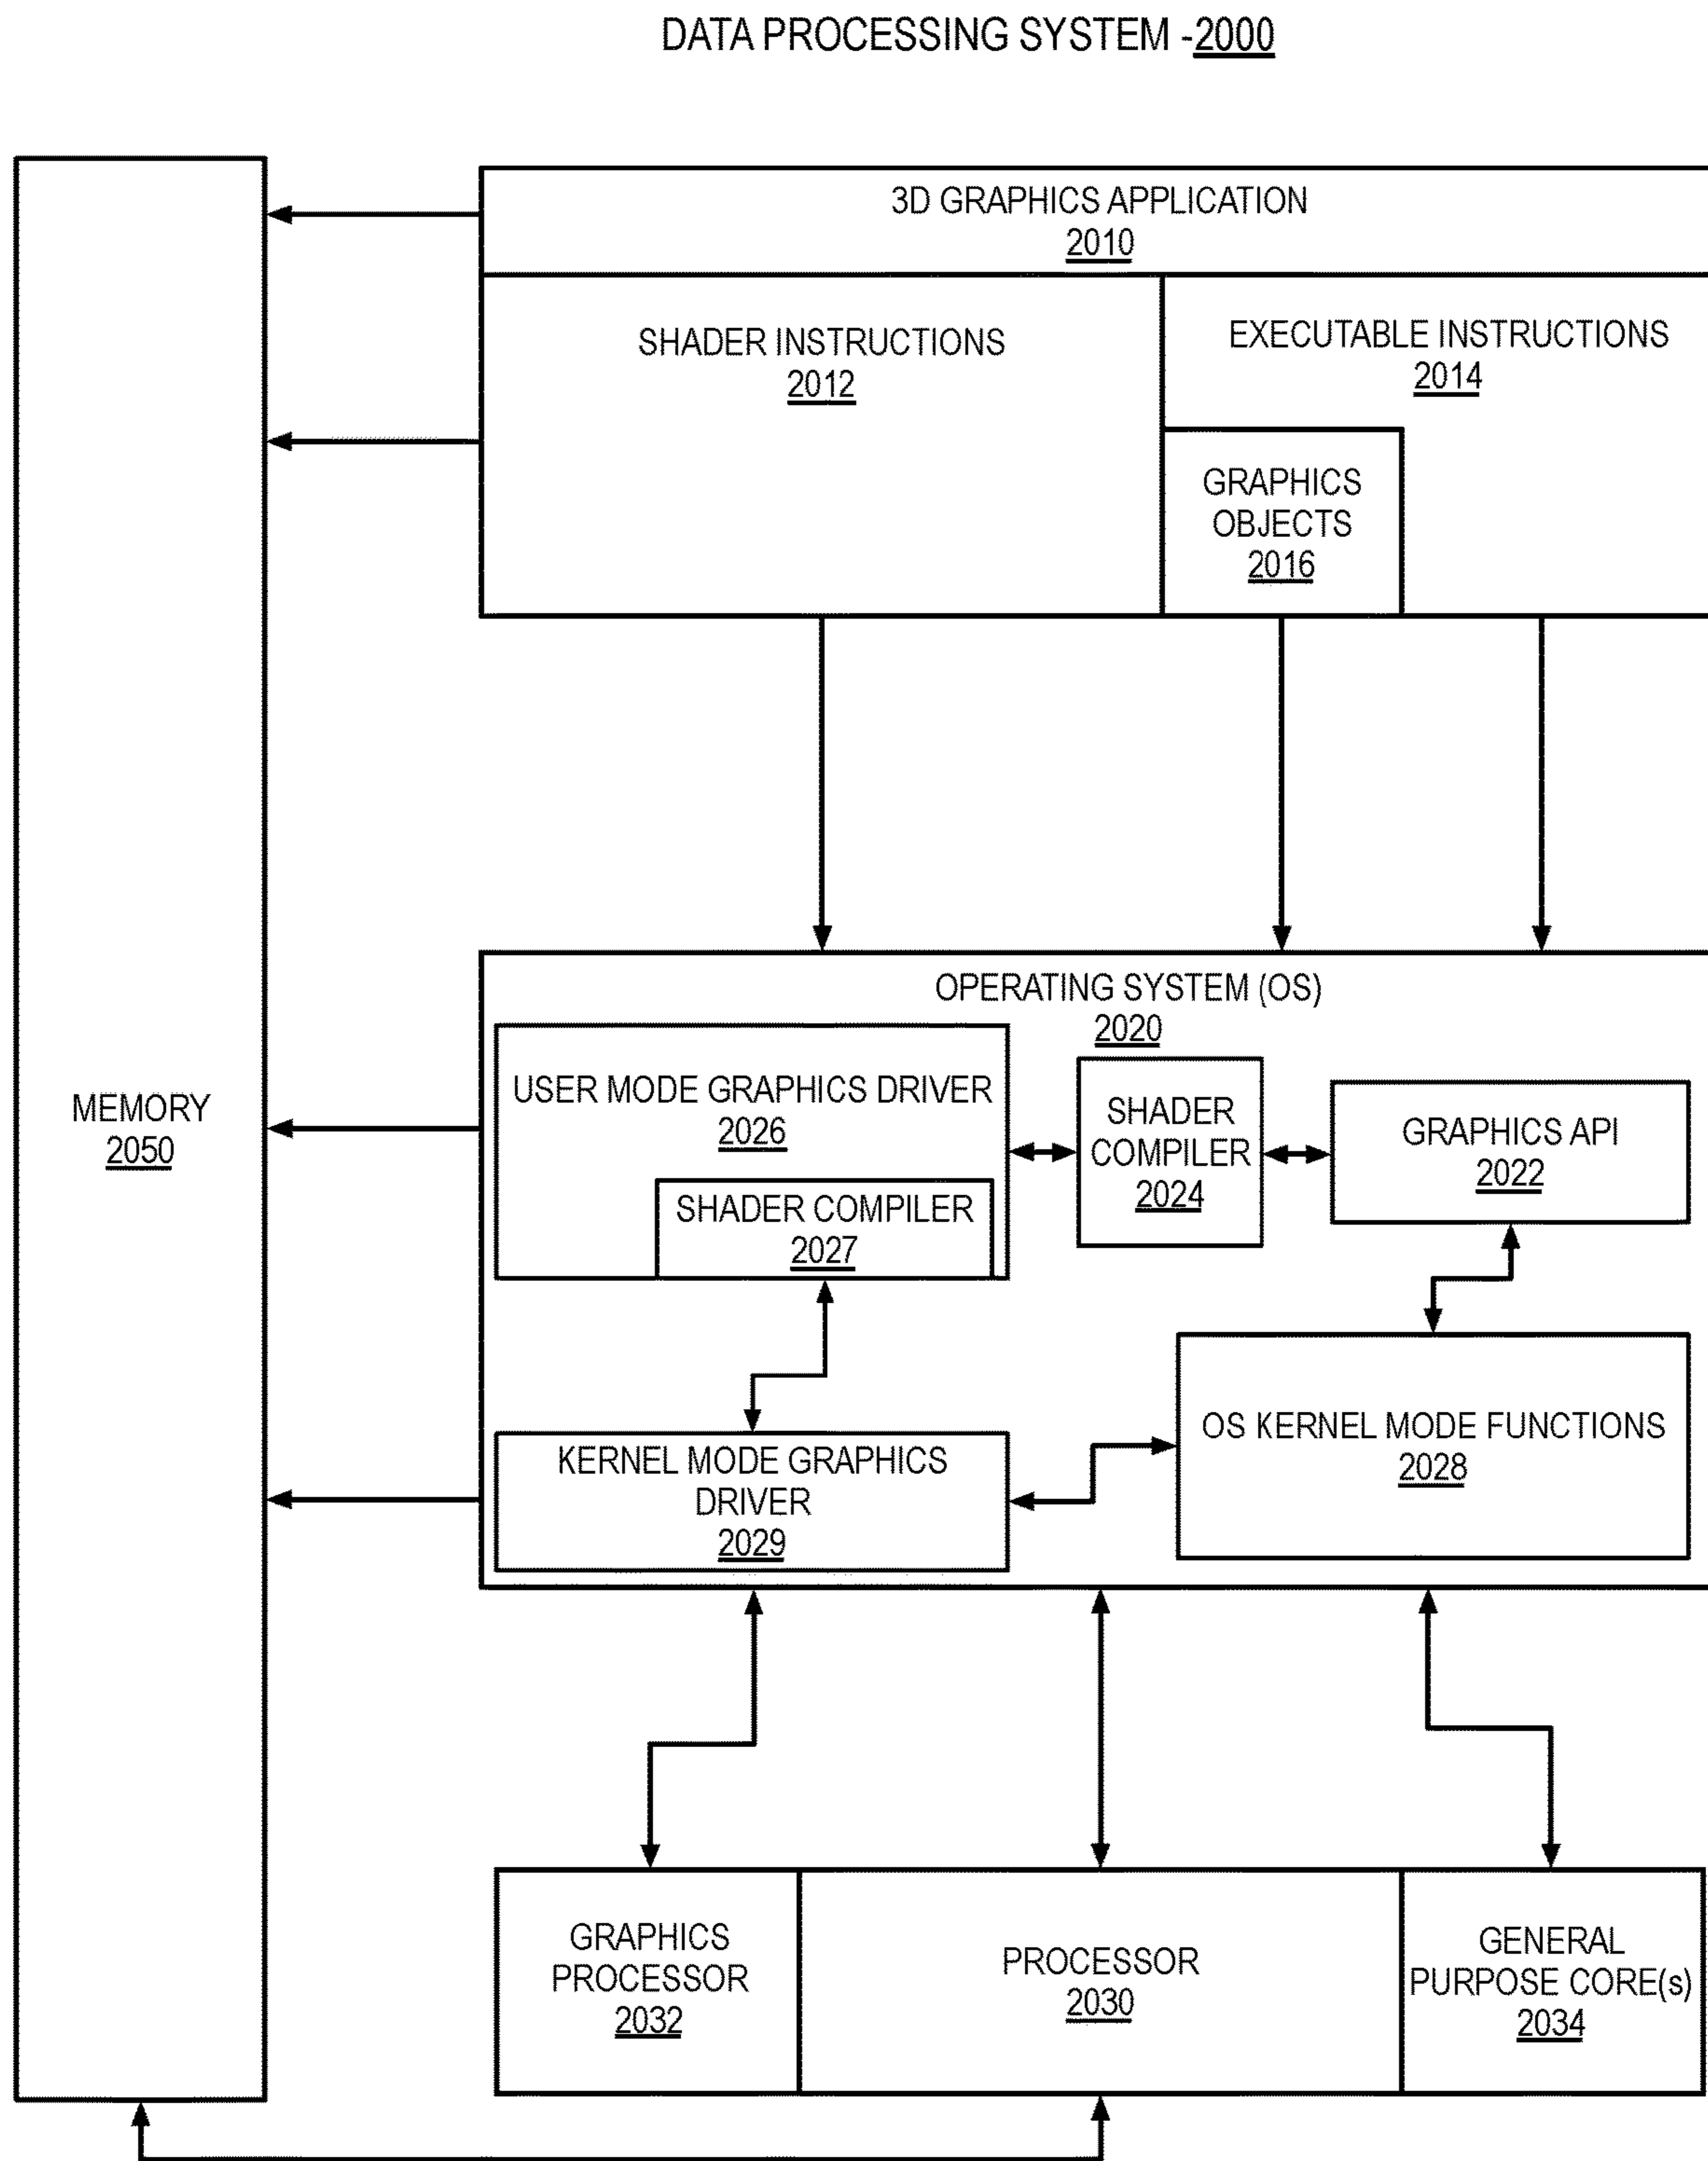 DATA PROCESSING SYSTEM -2000
3D GRAPHICS APPLICATION
2010
SHADER INSTRUCTIONS
2012
EXECUTABLE INSTRUCTIONS
2014
GRAPHICS
OBJECTS
2016
MEMORY
2050
OPERATING SYSTEM (OS)
2020
USER MODE GRAPHICS DRIVER
2026
SHADER COMPILER
2027
SHADER
COMPILER
2024
GRAPHICS API
2022
KERNEL MODE GRAPHICS
DRIVER
2029
OS KERNEL MODE FUNCTIONS
2028
GRAPHICS
PROCESSOR
2032
PROCESSOR
2030
GENERAL
PURPOSE CORE(s)
2034